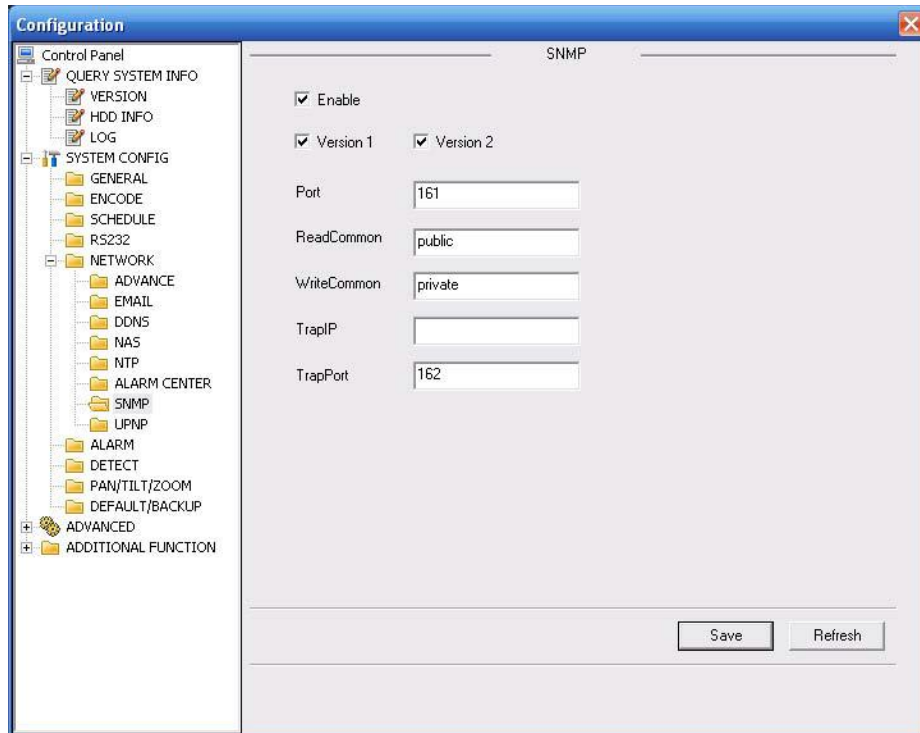 Configuration
Control Panel
QUERY SYSTEM INFO
VERSION
HDD INFO
LOG
SYSTEM CONFIG
GENERAL
ENCODE
SCHEDULE
RS232
NETWORK
ADVANCE
EMAIL
DDNS
NAS
NTP
ALARM CENTER
SNMP
UPNP
ALARM
DETECT
PAN/TILT/ZOOM
DEFAULT/BACKUP
ADVANCED
ADDITIONAL FUNCTION
SNMP
Enable
Version 1 Version 2
Port 161
ReadCommon public
WriteCommon private
TrapIP
TrapPort 162
Save Refresh